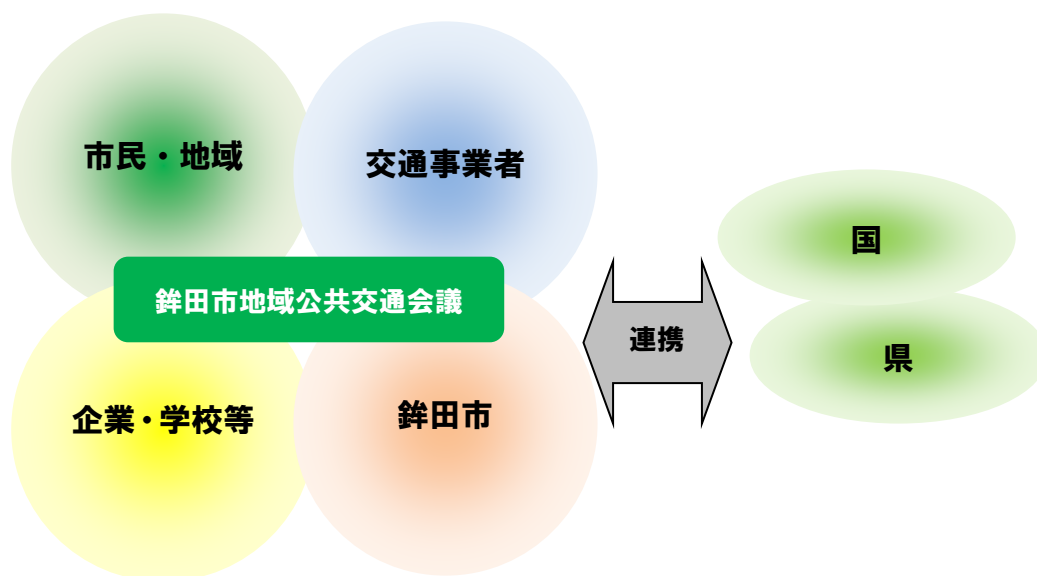 市民・地域
交通事業者
鉾田市地域公共交通会議
企業・学校等
鉾田市
連携
国
県